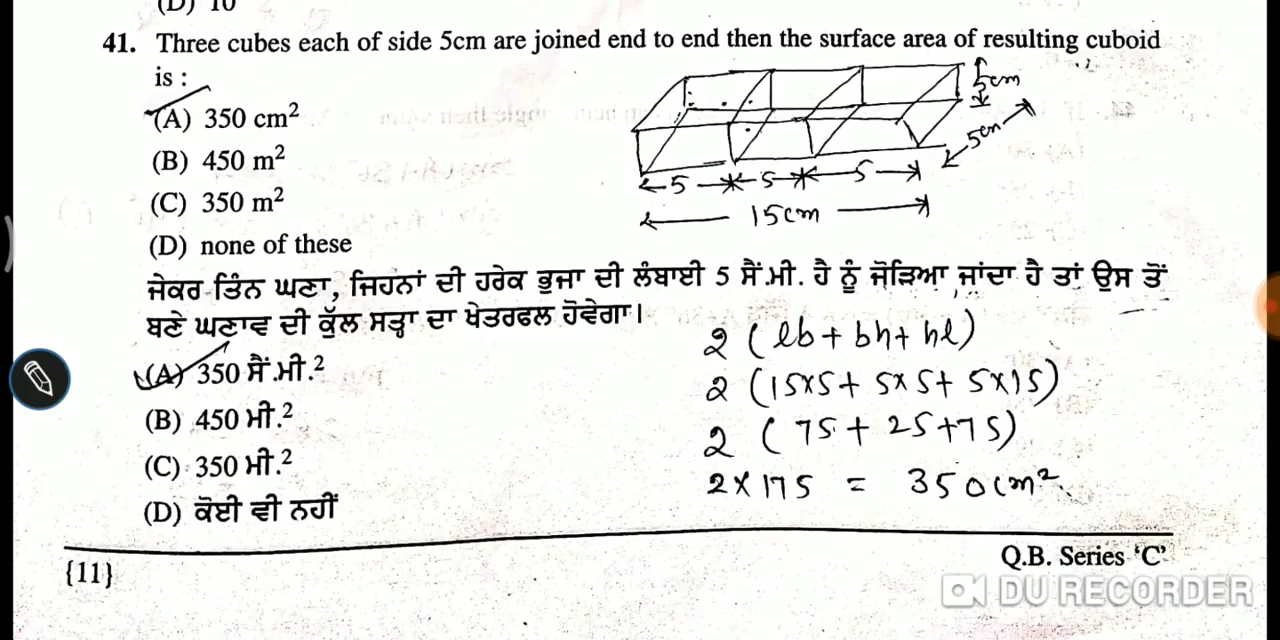 (D) 10
41. Three cubes each of side 5cm are joined end to end then the surface area of resulting cuboid
is :
(A) 350 cm²
(B) 450 m²
(C) 350 m²
(D) none of these
5cm
5cm
5 5 5
15cm
ਜੇਕਰ ਤਿੰਨ ਘਣਾ, ਜਿਹਨਾਂ ਦੀ ਹਰੇਕ ਭੁਜਾ ਦੀ ਲੰਬਾਈ 5 ਸੈਂ.ਮੀ. ਹੈ ਨੂੰ ਜੋੜਿਆ ਜਾਂਦਾ ਹੈ ਤਾਂ ਉਸ ਤੋਂ
ਬਣੇ ਘਣਾਵ ਦੀ ਕੁੱਲ ਸਤ੍ਹਾ ਦਾ ਖੇਤਰਫਲ ਹੋਵੇਗਾ।
(A) 350 ਸੈਂ.ਮੀ.²
(B) 450 ਮੀ.²
(C) 350 ਮੀ.²
(D) ਕੋਈ ਵੀ ਨਹੀਂ
2 (lb + bh + hl)
2 (15×5 + 5×5 + 5×15)
2 (75 + 25 + 75)
2 × 175 = 350cm²
{11}
Q.B. Series 'C'
DU RECORDER